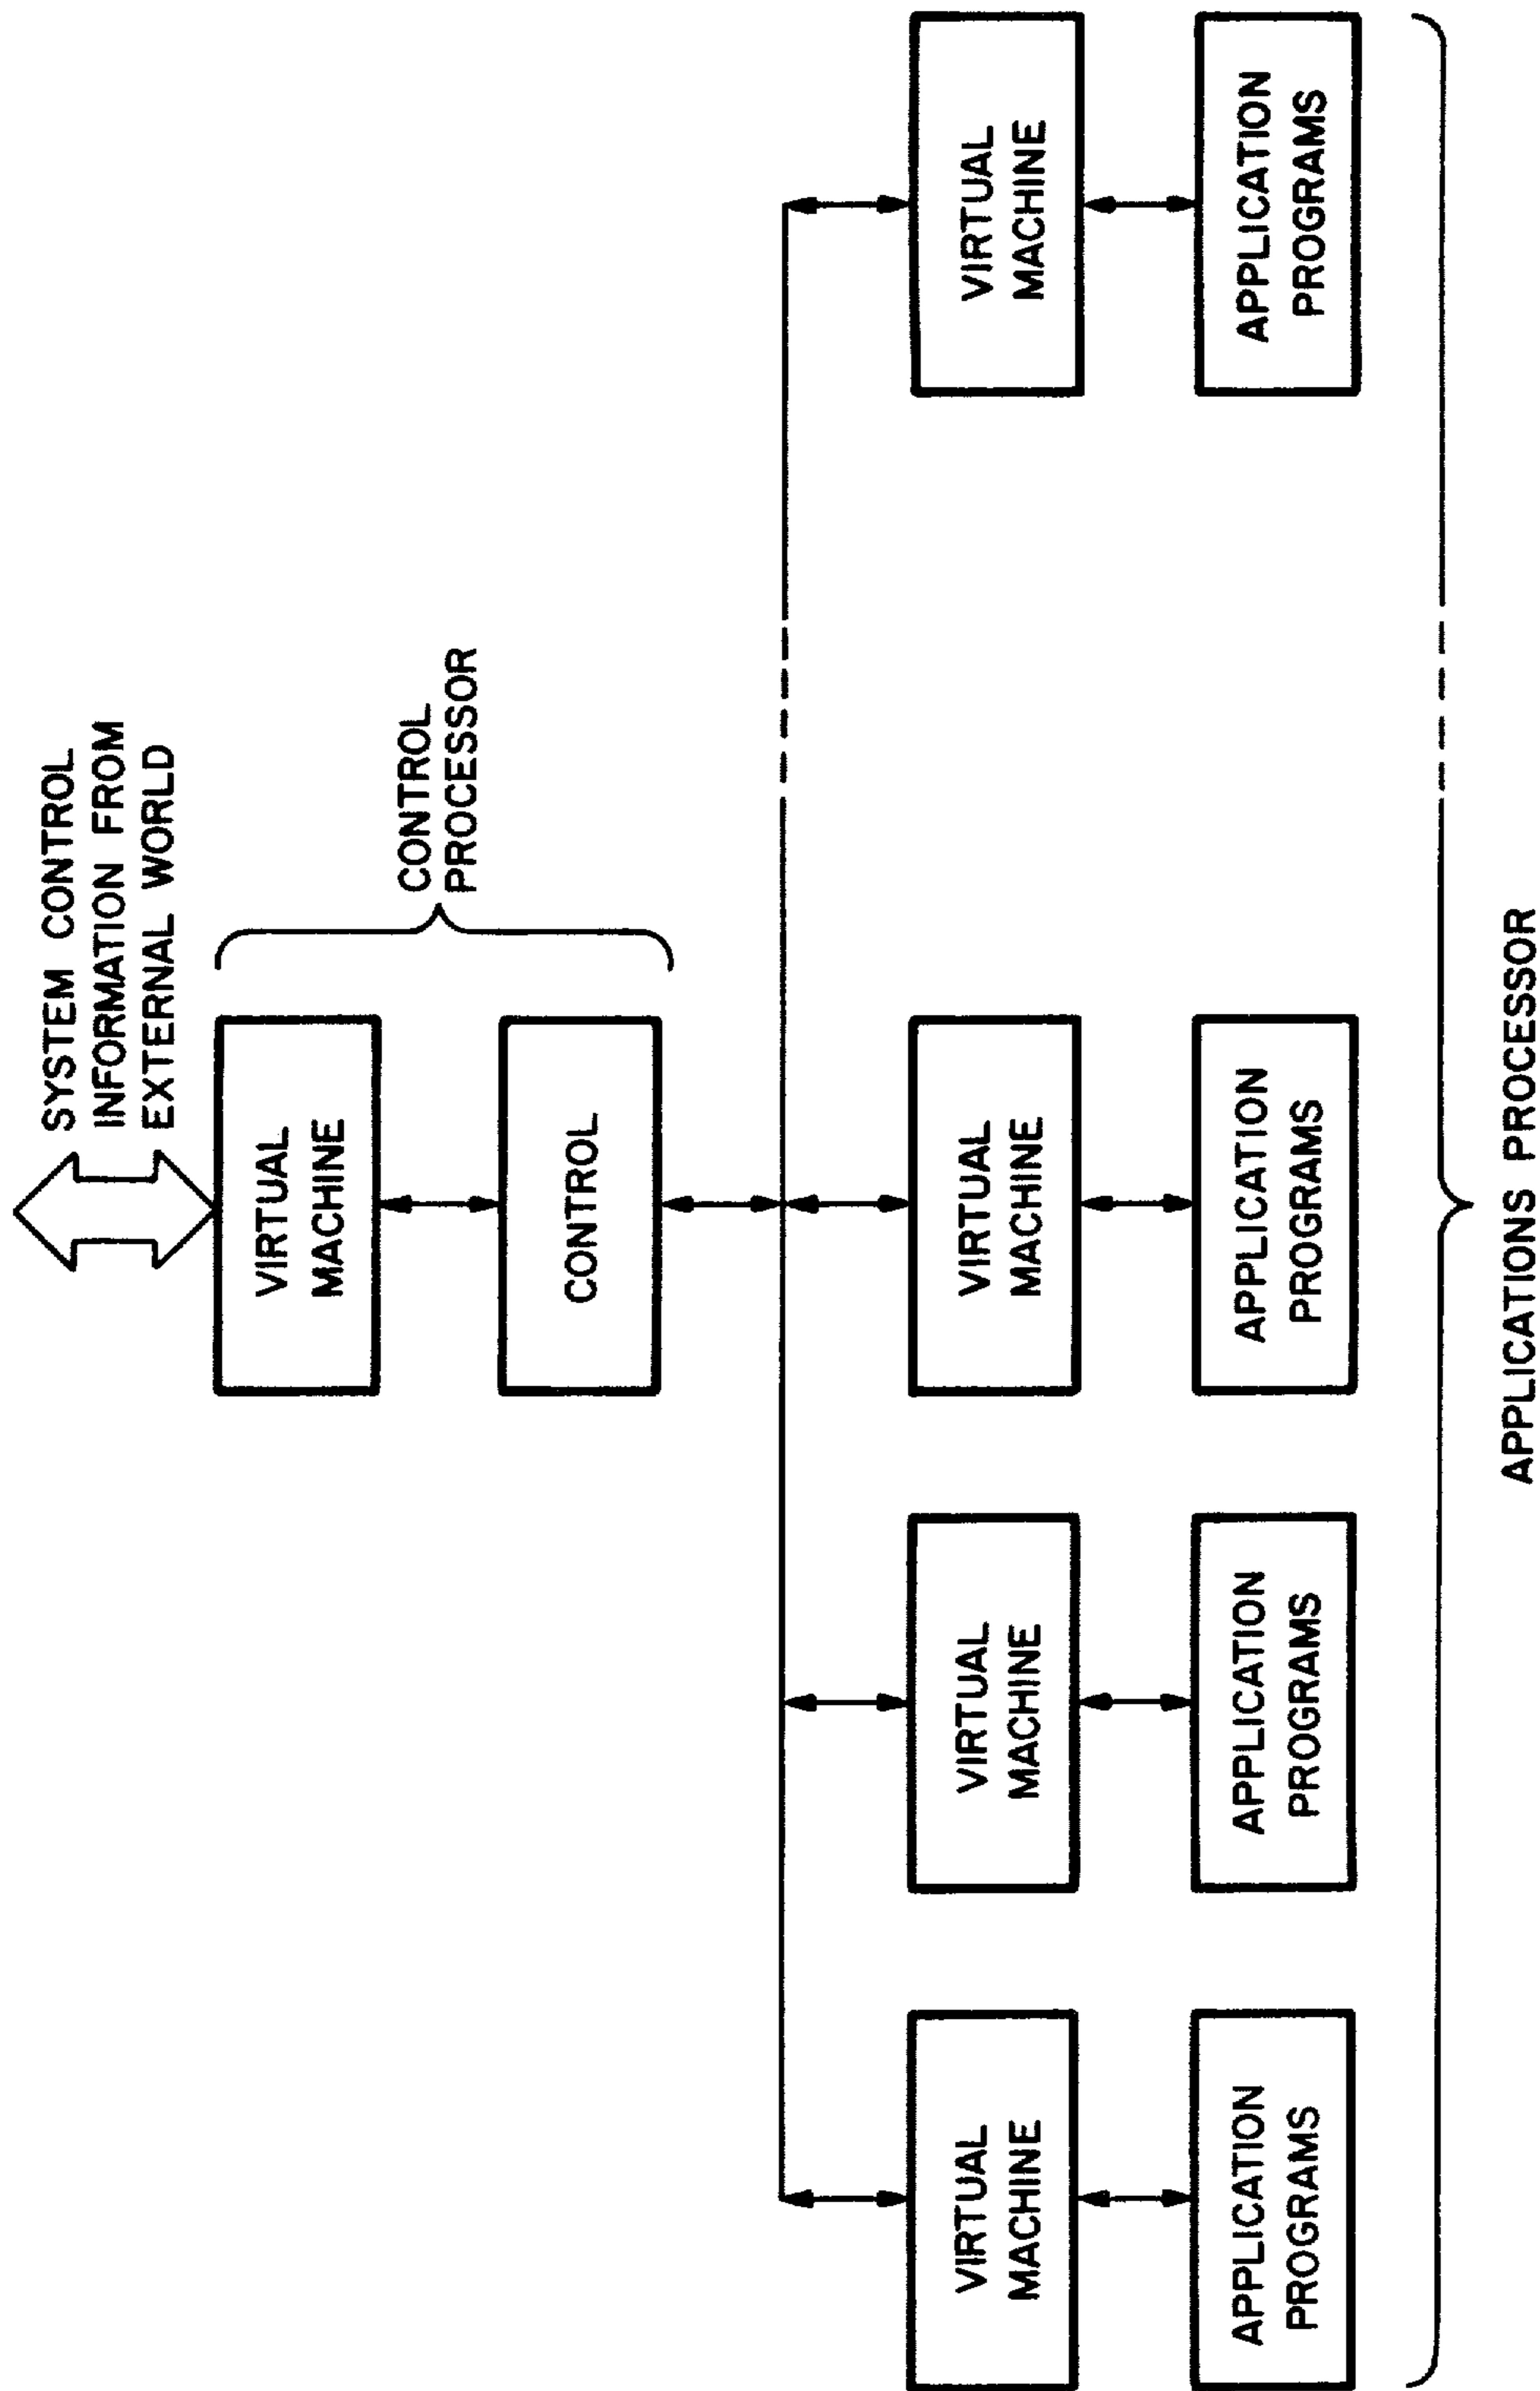 SYSTEM CONTROL
INFORMATION FROM
EXTERNAL WORLD
VIRTUAL
MACHINE
CONTROL
PROCESSOR
CONTROL
VIRTUAL
MACHINE
VIRTUAL
MACHINE
VIRTUAL
MACHINE
VIRTUAL
MACHINE
APPLICATION
PROGRAMS
APPLICATION
PROGRAMS
APPLICATION
PROGRAMS
APPLICATION
PROGRAMS
APPLICATIONS PROCESSOR